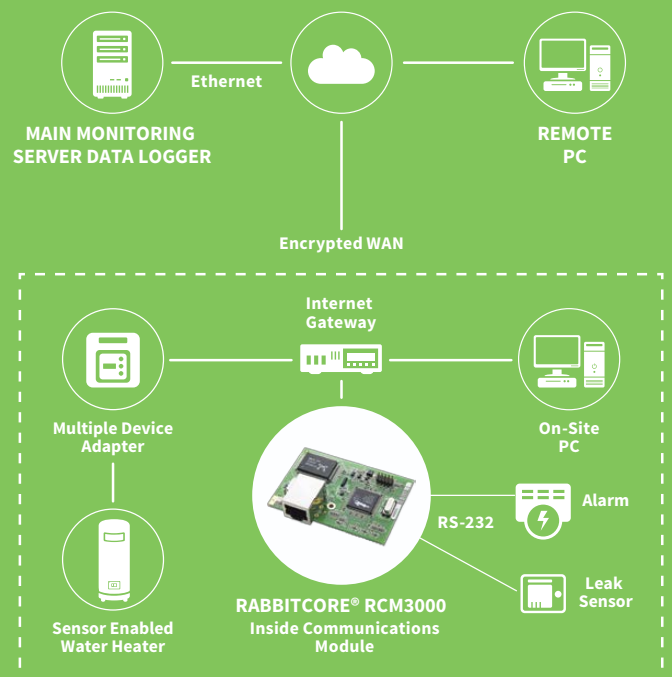 Ethernet
MAIN MONITORING
SERVER DATA LOGGER
REMOTE
PC
Encrypted WAN
Internet
Gateway
Multiple Device
Adapter
On-Site
PC
RS-232
Alarm
Leak
Sensor
RABBITCORE® RCM3000
Inside Communications
Module
Sensor Enabled
Water Heater